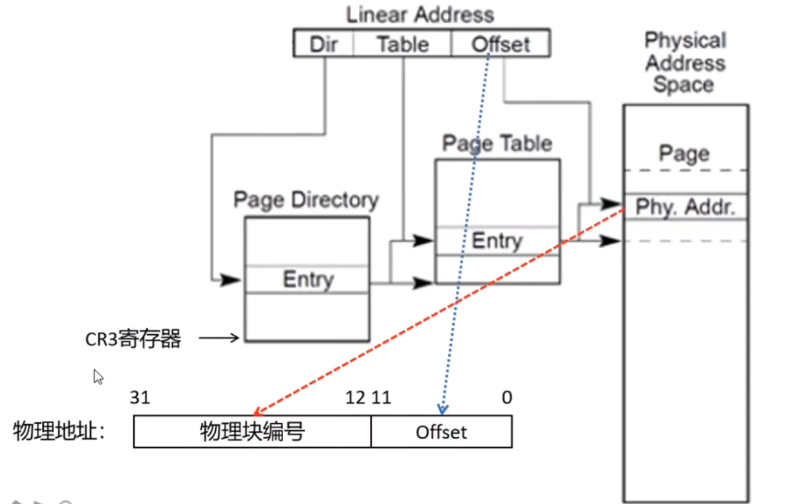 Linear Address
Dir Table Offset
Physical
Address
Space
Page Table
Page
Page Directory
Phy. Addr.
Entry
Entry
CR3寄存器
31 12 11 0
物理地址： 物理块编号 Offset